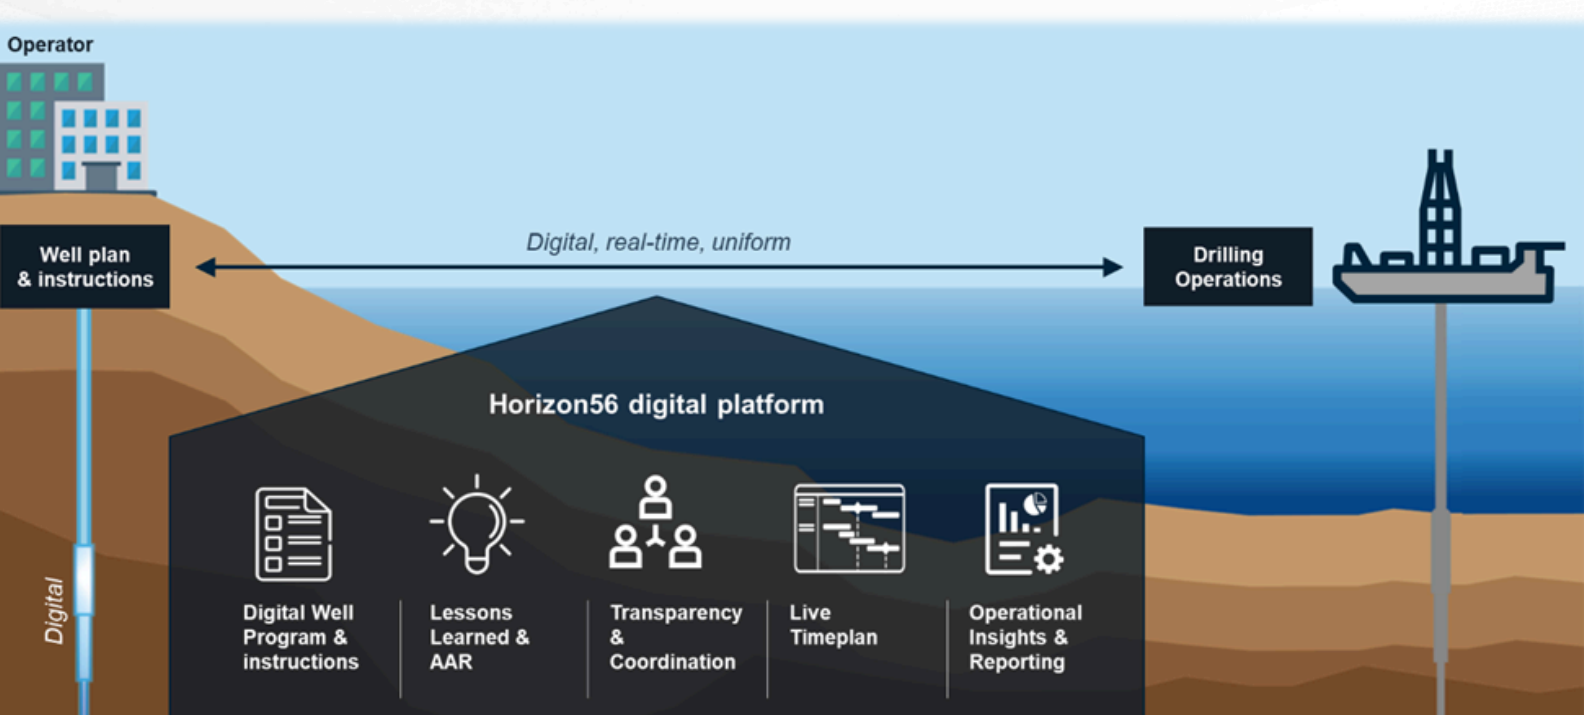 Operator
Well plan
& instructions
Digital, real-time, uniform
Drilling
Operations
Horizon56 digital platform
Digital Well
Program &
instructions
Lessons
Learned &
AAR
Transparency
&
Coordination
Live
Timeplan
Operational
Insights &
Reporting
Digital